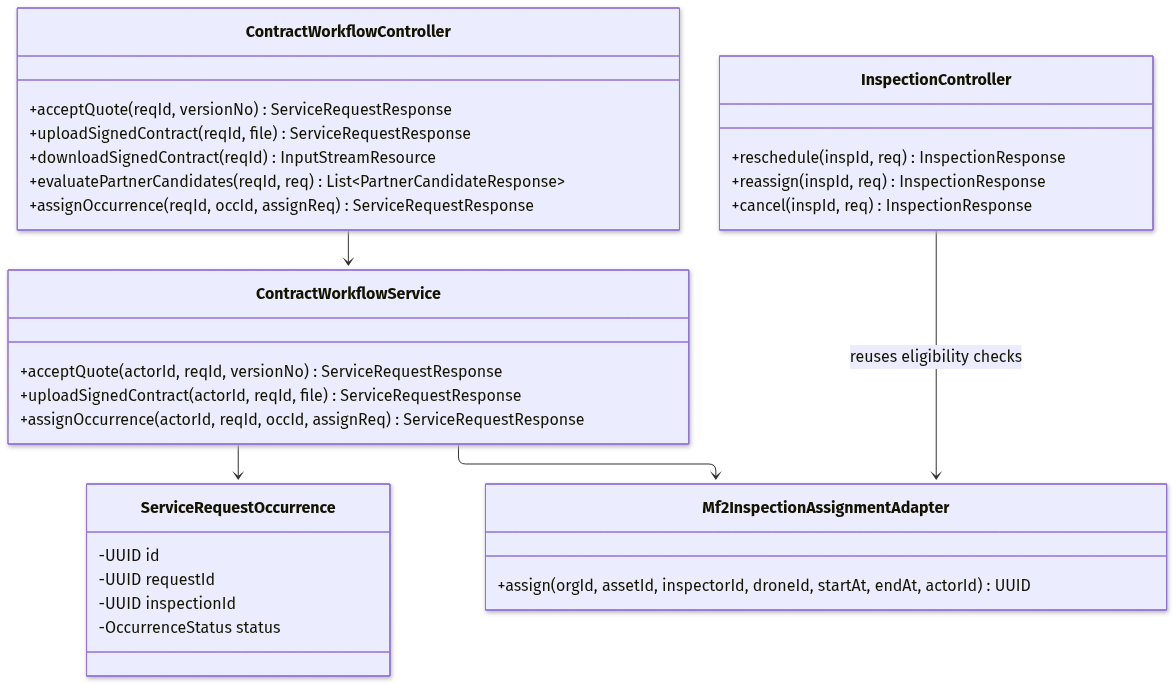 ContractWorkflowController
+acceptQuote(reqId, versionNo) : ServiceRequestResponse
+uploadSignedContract(reqId, file) : ServiceRequestResponse
+downloadSignedContract(reqId) : InputStreamResource
+evaluatePartnerCandidates(reqId, req) : List<PartnerCandidateResponse>
+assignOccurrence(reqId, occId, assignReq) : ServiceRequestResponse
InspectionController
+reschedule(inspId, req) : InspectionResponse
+reassign(inspId, req) : InspectionResponse
+cancel(inspId, req) : InspectionResponse
ContractWorkflowService
+acceptQuote(actorId, reqId, versionNo) : ServiceRequestResponse
+uploadSignedContract(actorId, reqId, file) : ServiceRequestResponse
+assignOccurrence(actorId, reqId, occId, assignReq) : ServiceRequestResponse
reuses eligibility checks
ServiceRequestOccurrence
-UUID id
-UUID requestId
-UUID inspectionId
-OccurrenceStatus status
Mf2InspectionAssignmentAdapter
+assign(orgId, assetId, inspectorId, droneId, startAt, endAt, actorId) : UUID